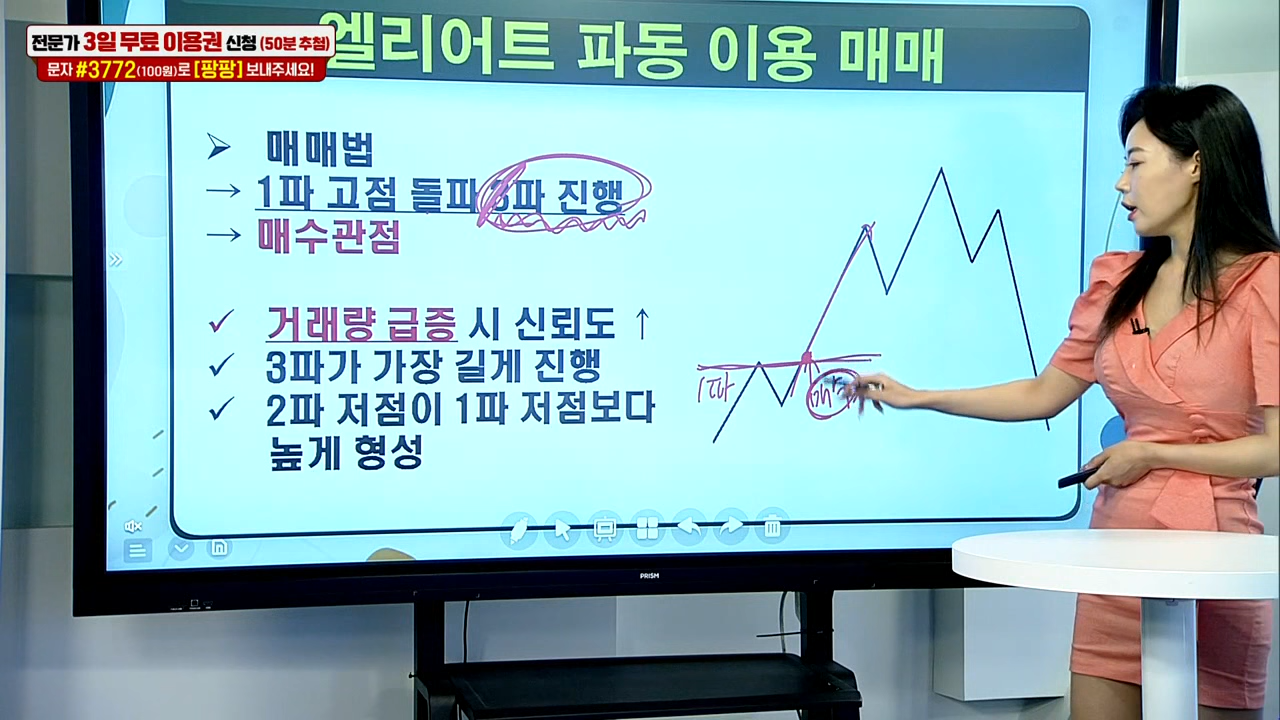 전문가 3일 무료 이용권 신청 (50분 추첨)
문자 #3772(100원)로 [팡팡] 보내주세요!
엘리어트 파동 이용 매매
➢ 매매법
→ 1파 고점 돌파 3파 진행
→ 매수관점
✓ 거래량 급증 시 신뢰도 ↑
✓ 3파가 가장 길게 진행
✓ 2파 저점이 1파 저점보다
높게 형성
1파
매수
PRISM